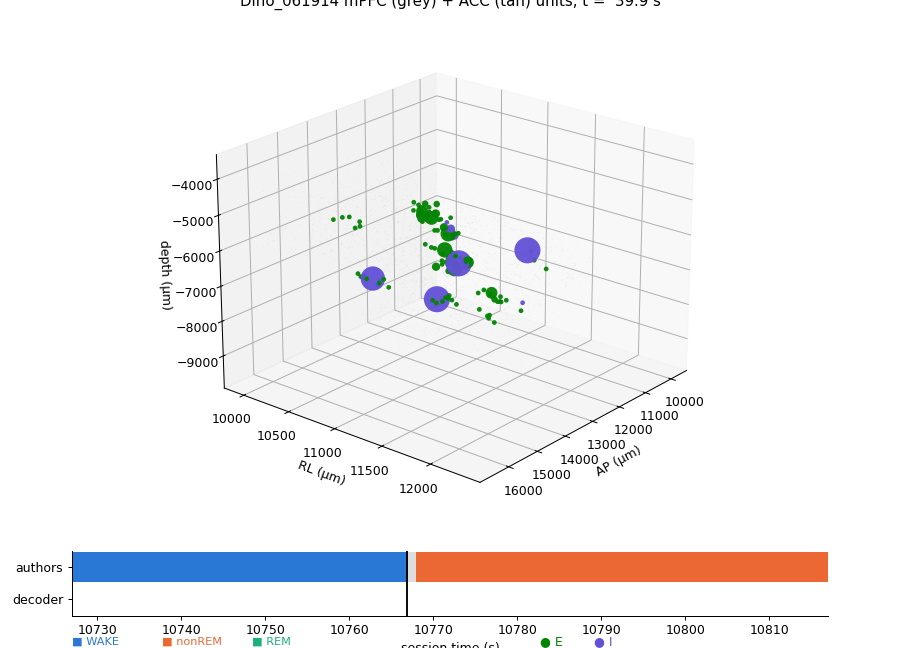 Dino_061914 mPFC (grey) + ACC (tan) units, t = 39.9 s
−4000
−5000
−6000
−7000
−8000
−9000
depth (μm)
10000
10500
11000
11500
12000
RL (μm)
10000
11000
12000
13000
14000
15000
16000
AP (μm)
authors
decoder
10730 10740 10750 10760 10770 10780 10790 10800 10810
WAKE nonREM REM E I
session time (s)